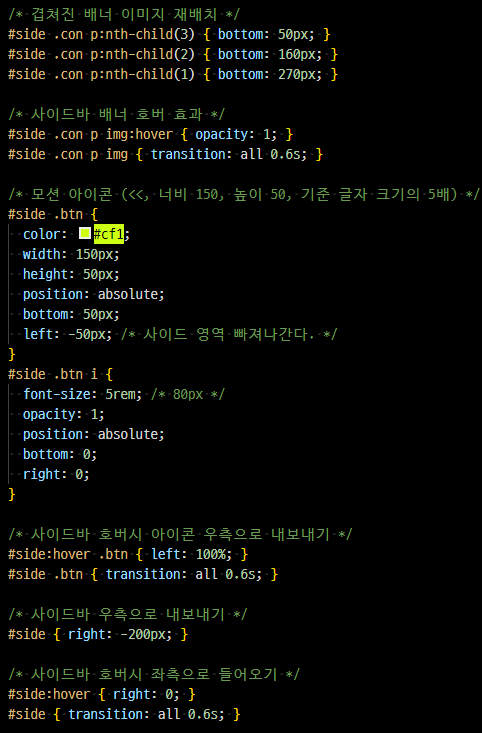 /* 겹쳐진 배너 이미지 재배치 */
#side .con p:nth-child(3) { bottom: 50px; }
#side .con p:nth-child(2) { bottom: 160px; }
#side .con p:nth-child(1) { bottom: 270px; }

/* 사이드바 배너 호버 효과 */
#side .con p img:hover { opacity: 1; }
#side .con p img { transition: all 0.6s; }

/* 모션 아이콘 (<<, 너비 150, 높이 50, 기준 글자 크기의 5배) */
#side .btn {
  color: #cf1;
  width: 150px;
  height: 50px;
  position: absolute;
  bottom: 50px;
  left: -50px; /* 사이드 영역 빠져나간다. */
}
#side .btn i {
  font-size: 5rem; /* 80px */
  opacity: 1;
  position: absolute;
  bottom: 0;
  right: 0;
}

/* 사이드바 호버시 아이콘 우측으로 내보내기 */
#side:hover .btn { left: 100%; }
#side .btn { transition: all 0.6s; }

/* 사이드바 우측으로 내보내기 */
#side { right: -200px; }

/* 사이드바 호버시 좌측으로 들어오기 */
#side:hover { right: 0; }
#side { transition: all 0.6s; }